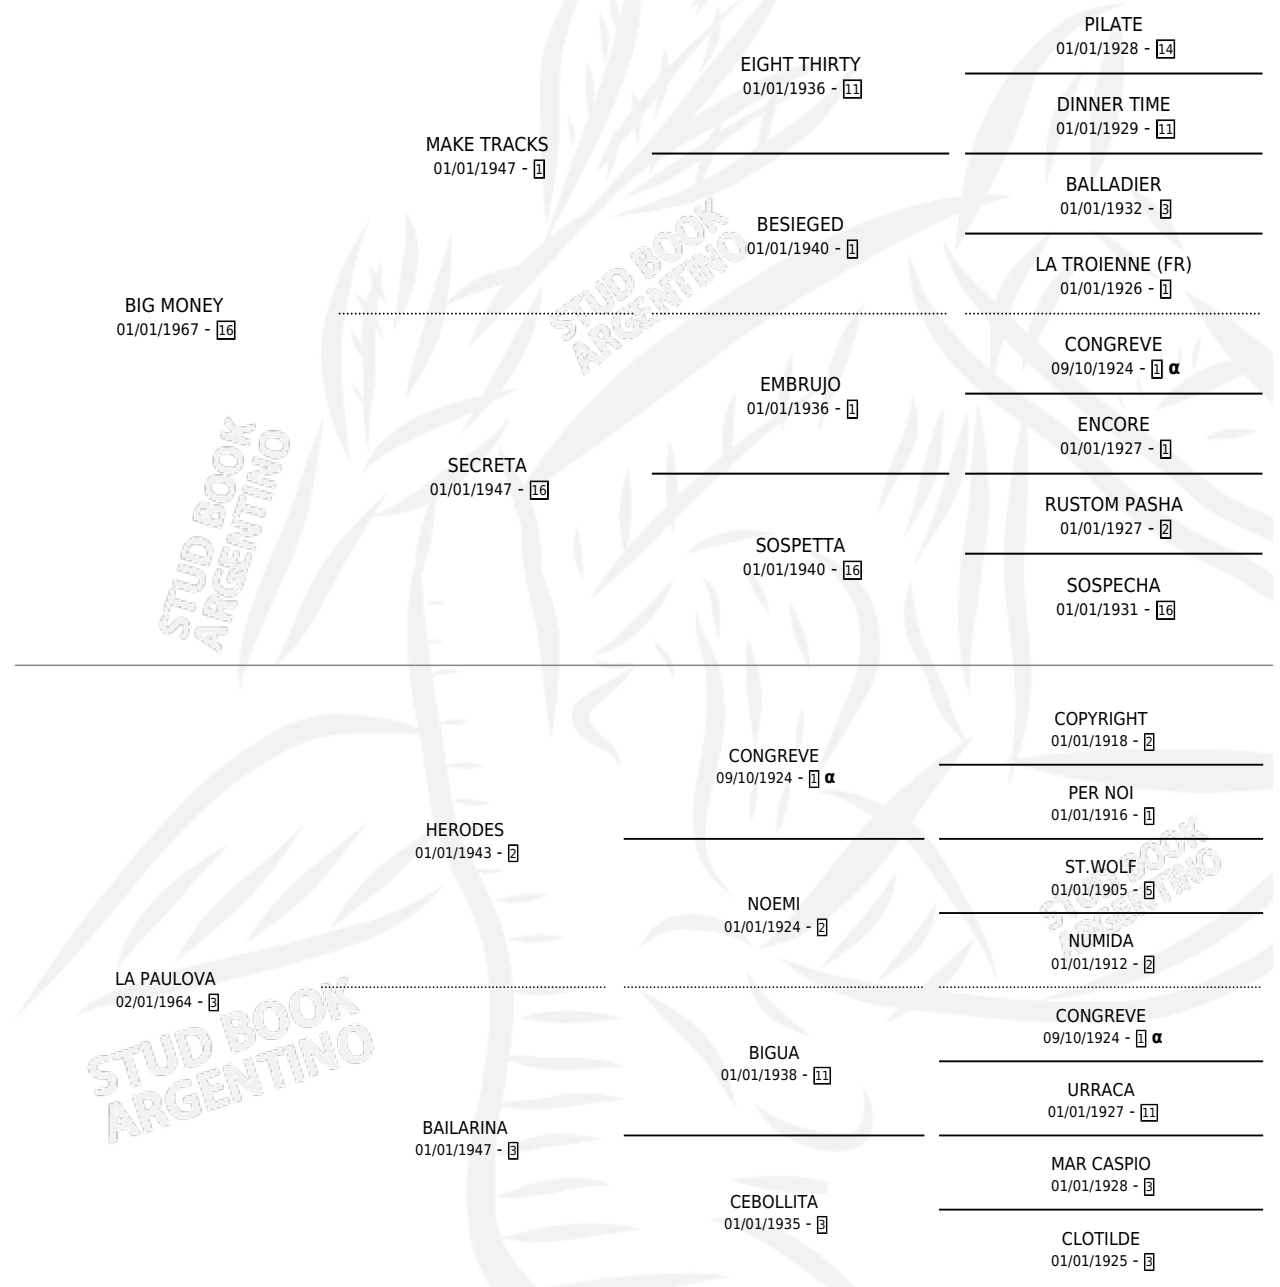 PILATE
01/01/1928 - 14
EIGHT THIRTY
01/01/1936 - 11
DINNER TIME
01/01/1929 - 11
MAKE TRACKS
01/01/1947 - 1
BALLADIER
01/01/1932 - 3
BESIEGED
01/01/1940 - 1
LA TROIENNE (FR)
01/01/1926 - 1
BIG MONEY
01/01/1967 - 16
CONGREVE
09/10/1924 - 1 α
EMBRUJO
01/01/1936 - 1
ENCORE
01/01/1927 - 1
SECRETA
01/01/1947 - 16
RUSTOM PASHA
01/01/1927 - 2
SOSPETTA
01/01/1940 - 16
SOSPECHA
01/01/1931 - 16
COPYRIGHT
01/01/1918 - 2
CONGREVE
09/10/1924 - 1 α
PER NOI
01/01/1916 - 1
HERODES
01/01/1943 - 2
ST.WOLF
01/01/1905 - 5
NOEMI
01/01/1924 - 2
NUMIDA
01/01/1912 - 2
LA PAULOVA
02/01/1964 - 3
CONGREVE
09/10/1924 - 1 α
BIGUA
01/01/1938 - 11
URRACA
01/01/1927 - 11
BAILARINA
01/01/1947 - 3
MAR CASPIO
01/01/1928 - 3
CEBOLLITA
01/01/1935 - 3
CLOTILDE
01/01/1925 - 3
STUD BOOK
ARGENTINO
STUD BOOK
ARGENTINO
STUD BOOK
ARGENTINO
STUD BOOK
ARGENTINO